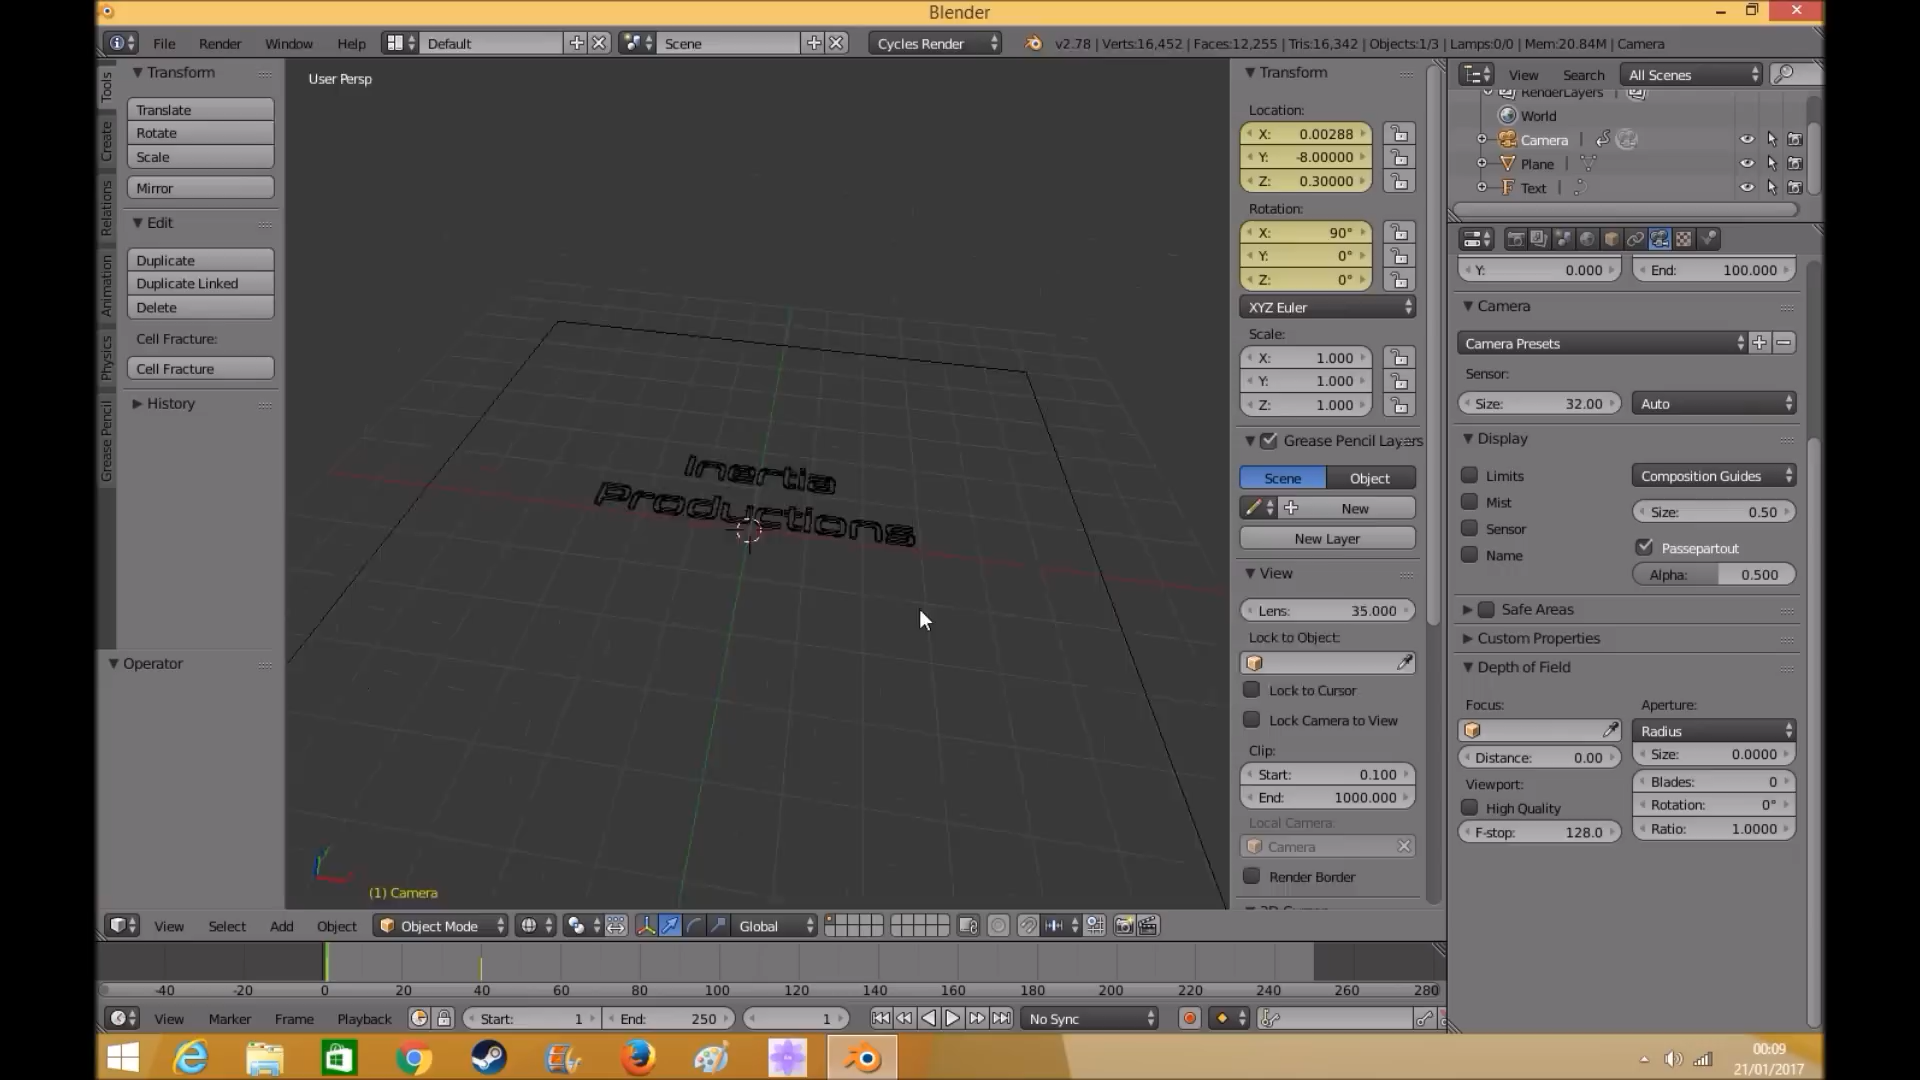 Blender
File Render Window Help Default Scene Cycles Render v2.78 | Verts:16,452 | Faces:12,255 | Tris:16,342 | Objects:1/3 | Lamps:0/0 | Mem:20.84M | Camera
Tools
Create
Relations
Animation
Physics
Grease Pencil
Transform
Translate
Rotate
Scale
Mirror
Edit
Duplicate
Duplicate Linked
Delete
Cell Fracture:
Cell Fracture
History
Operator
User Persp
Inertia
Productions
(1) Camera
Transform
Location:
X: 0.00288
Y: -8.00000
Z: 0.30000
Rotation:
X: 90°
Y: 0°
Z: 0°
XYZ Euler
Scale:
X: 1.000
Y: 1.000
Z: 1.000
Grease Pencil Layers
Scene Object
New
New Layer
View
Lens: 35.000
Lock to Object:
Lock to Cursor
Lock Camera to View
Clip:
Start: 0.100
End: 1000.000
Local Camera:
Camera
Render Border
3D Cursor
View Search All Scenes
RenderLayers
World
Camera
Plane
Text
Y: 0.000 End: 100.000
Camera
Camera Presets
Sensor:
Size: 32.00 Auto
Display
Limits
Mist
Sensor
Name
Composition Guides
Size: 0.50
Passepartout
Alpha: 0.500
Safe Areas
Custom Properties
Depth of Field
Focus:
Distance: 0.00
Viewport:
High Quality
F-stop: 128.0
Aperture:
Radius
Size: 0.0000
Blades: 0
Rotation: 0°
Ratio: 1.0000
View Select Add Object Object Mode Global
-40 -20 0 20 40 60 80 100 120 140 160 180 200 220 240 260 280
View Marker Frame Playback Start: 1 End: 250 1 No Sync
00:09
21/01/2017